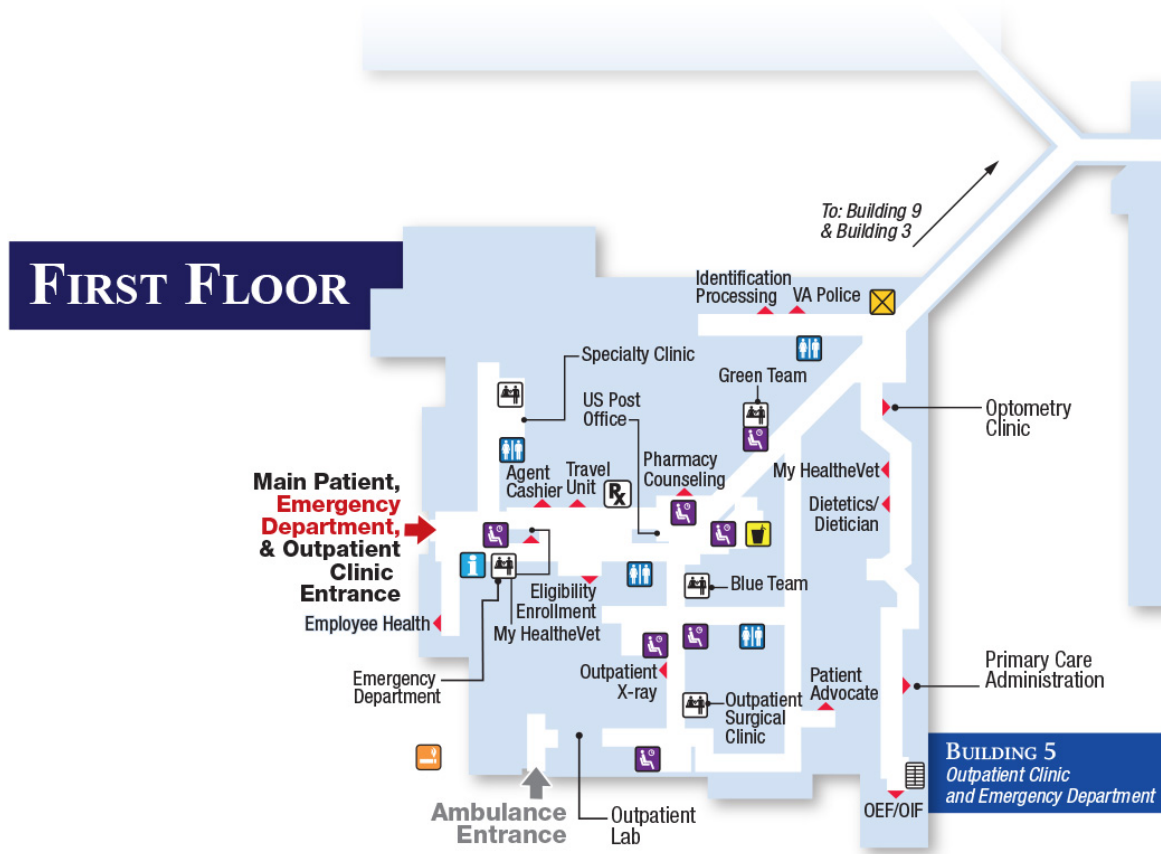 To: Building 9
& Building 3
FIRST FLOOR
Identification
Processing
VA Police
Specialty Clinic
US Post
Office
Green Team
Optometry
Clinic
Agent
Cashier
Travel
Unit
Rx
Pharmacy
Counseling
My HealtheVet
Dietetics/
Dietician
Main Patient,
Emergency
Department,
& Outpatient
Clinic
Entrance
i
Eligibility
Enrollment
My HealtheVet
Blue Team
Employee Health
Emergency
Department
Outpatient
X-ray
Outpatient
Surgical
Clinic
Patient
Advocate
Primary Care
Administration
BUILDING 5
Outpatient Clinic
and Emergency Department
OEF/OIF
Ambulance
Entrance
Outpatient
Lab